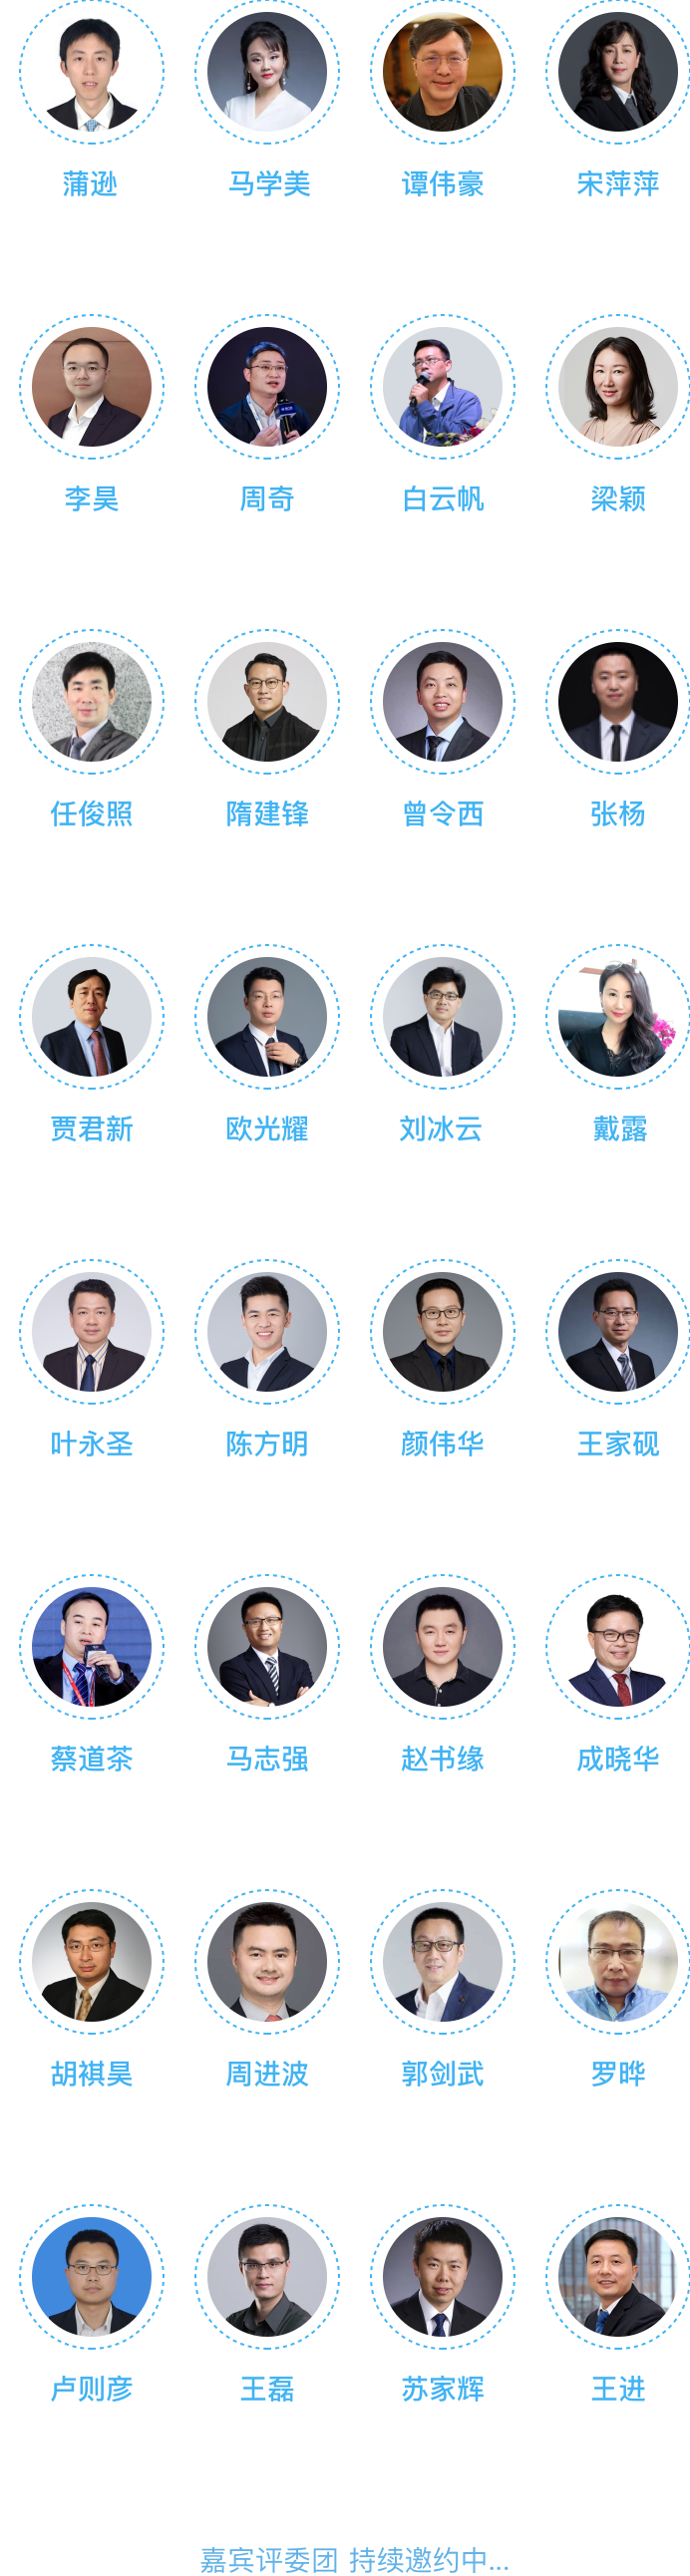 蒲逊 马学美 谭伟豪 宋萍萍
李昊 周奇 白云帆 梁颖
任俊照 隋建锋 曾令西 张杨
贾君新 欧光耀 刘冰云 戴露
叶永圣 陈方明 颜伟华 王家砚
蔡道茶 马志强 赵书缘 成晓华
胡祺昊 周进波 郭剑武 罗晔
卢则彦 王磊 苏家辉 王进
嘉宾评委团 持续邀约中...